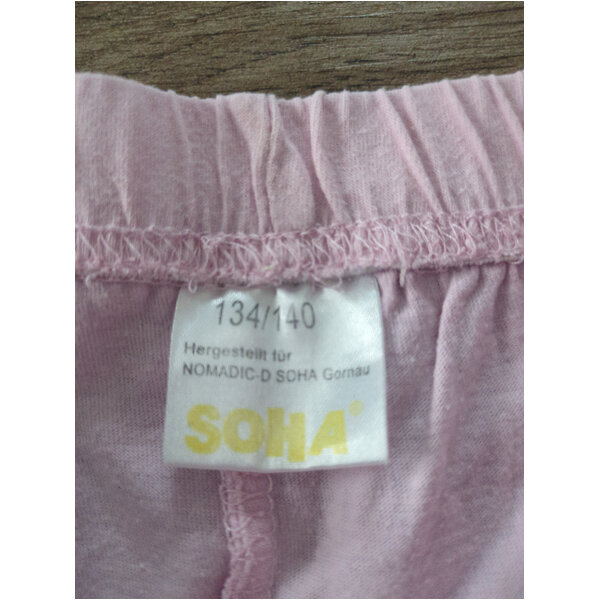 134/140
Hergestellt für
NOMADIC-D SOHA Gornau
SOHA®